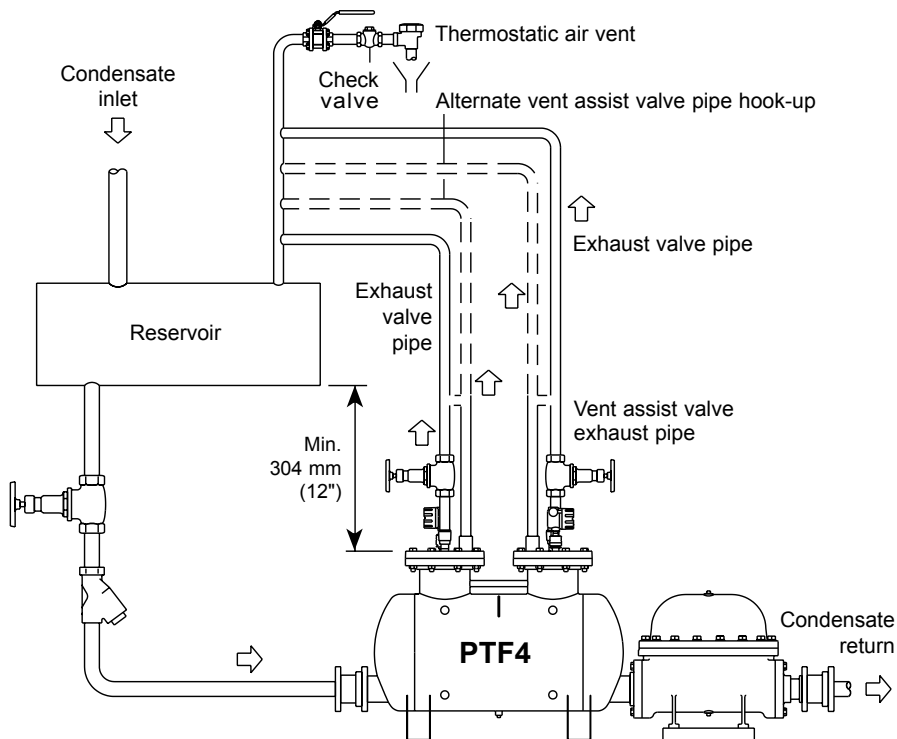 Thermostatic air vent
Condensate
inlet
Check
valve
Alternate vent assist valve pipe hook-up
Exhaust valve pipe
Exhaust
valve
pipe
Reservoir
Vent assist valve
exhaust pipe
Min.
304 mm
(12")
PTF4
Condensate
return